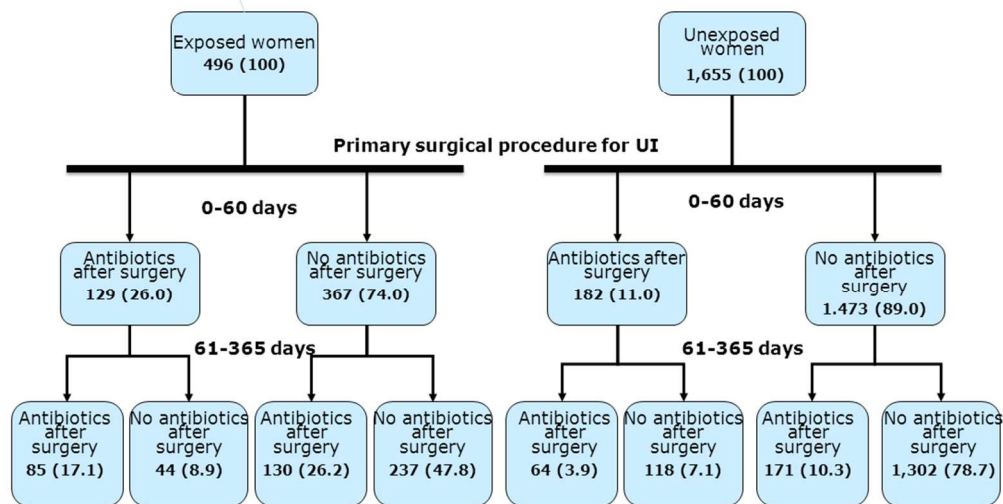 Exposed women
496 (100)
Unexposed
women
1,655 (100)
Primary surgical procedure for UI
0-60 days
0-60 days
Antibiotics
after surgery
129 (26.0)
No antibiotics
after surgery
367 (74.0)
Antibiotics after
surgery
182 (11.0)
No antibiotics
after
surgery
1.473 (89.0)
61-365 days
61-365 days
Antibiotics
after
surgery
85 (17.1)
No antibiotics
after
surgery
44 (8.9)
Antibiotics
after
surgery
130 (26.2)
No antibiotics
after
surgery
237 (47.8)
Antibiotics
after
surgery
64 (3.9)
No antibiotics
after
surgery
118 (7.1)
Antibiotics
after
surgery
171 (10.3)
No antibiotics
after
surgery
1,302 (78.7)